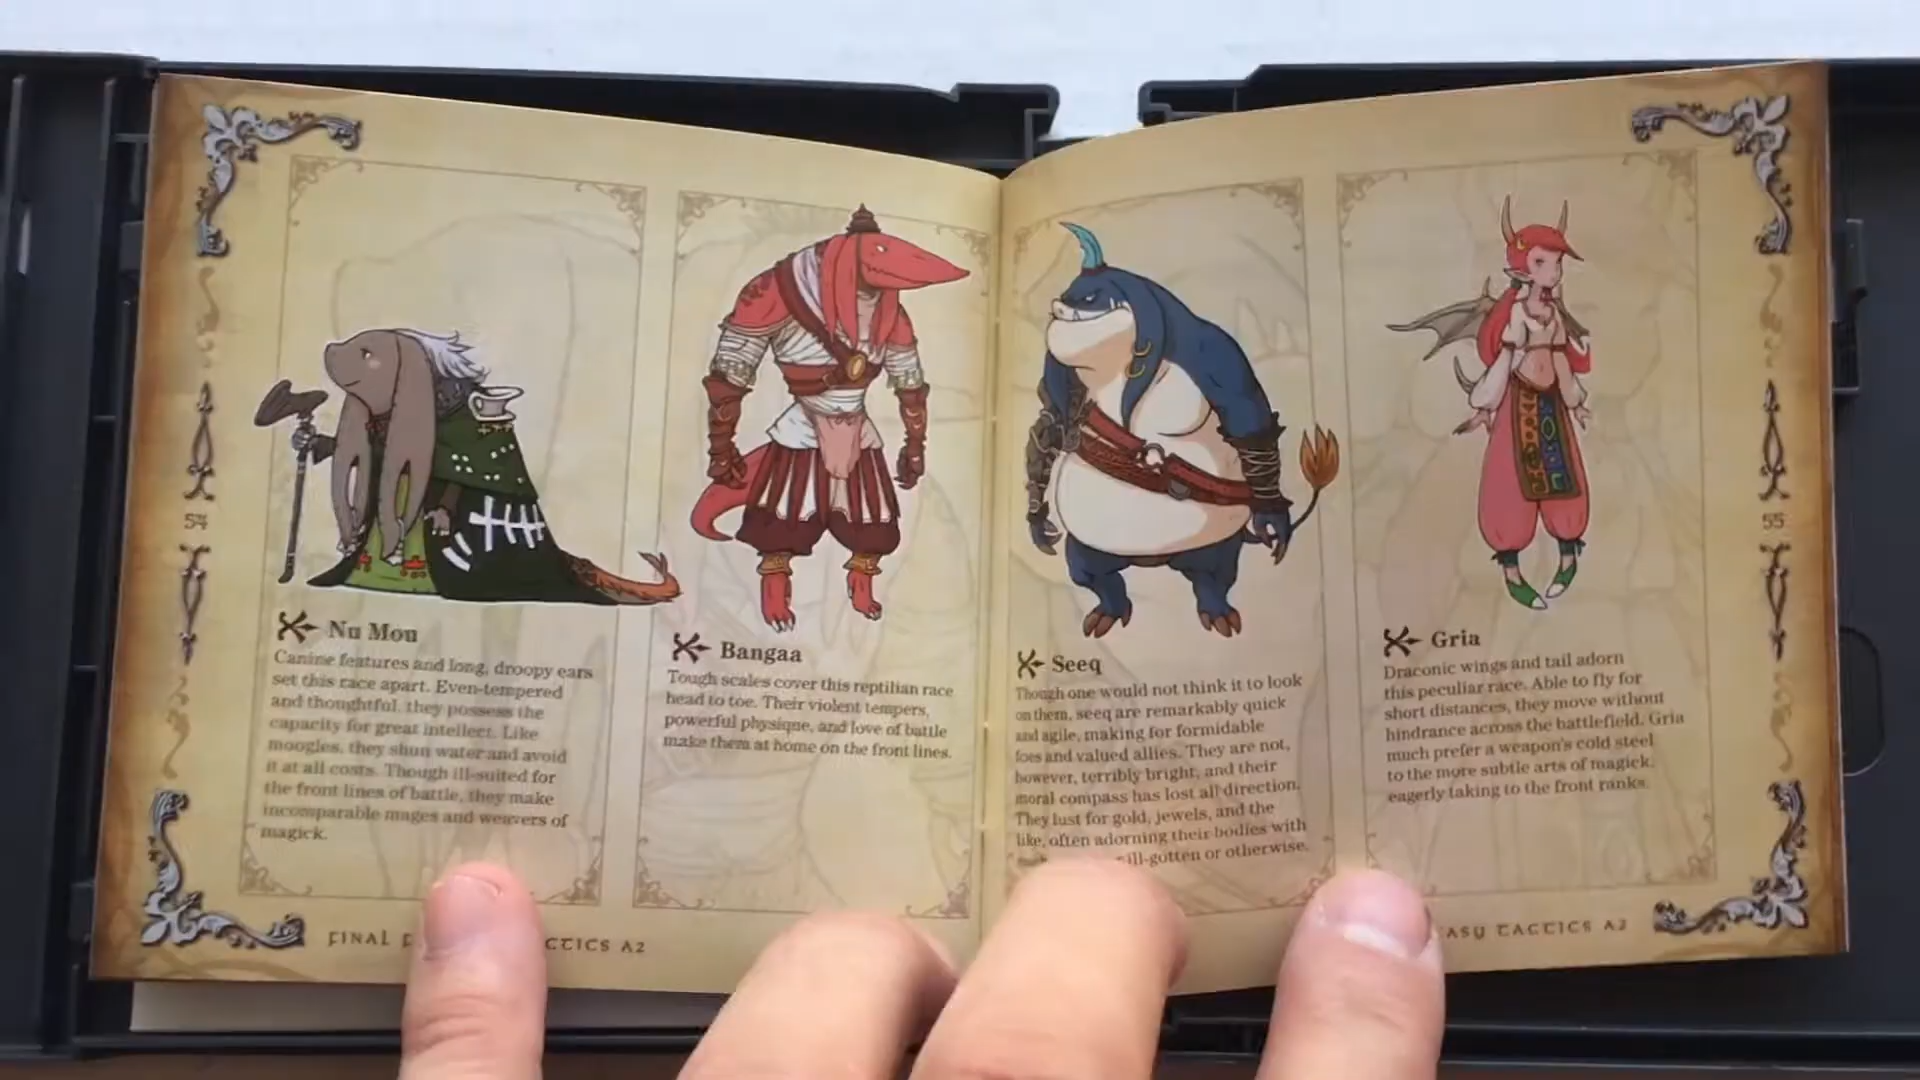 54
Nu Mou
Canine features and long, droopy ears
set this race apart. Even-tempered
and thoughtful, they possess the
capacity for great intellect. Like
moogles, they shun water and avoid
it at all costs. Though ill-suited for
the front lines of battle, they make
incomparable mages and weavers of
magick.
Bangaa
Tough scales cover this reptilian race
head to toe. Their violent tempers,
powerful physique, and love of battle
make them at home on the front lines.
FINAL TACTICS A2
Seeq
Though one would not think it to look
on them, seeq are remarkably quick
and agile, making for formidable
foes and valued allies. They are not,
however, terribly bright, and their
moral compass has lost all direction.
They lust for gold, jewels, and the
like, often adorning their bodies with
ill-gotten or otherwise.
Gria
Draconic wings and tail adorn
this peculiar race. Able to fly for
short distances, they move without
hindrance across the battlefield. Gria
much prefer a weapon's cold steel
to the more subtle arts of magick,
eagerly taking to the front ranks.
55
ASY TACTICS A2